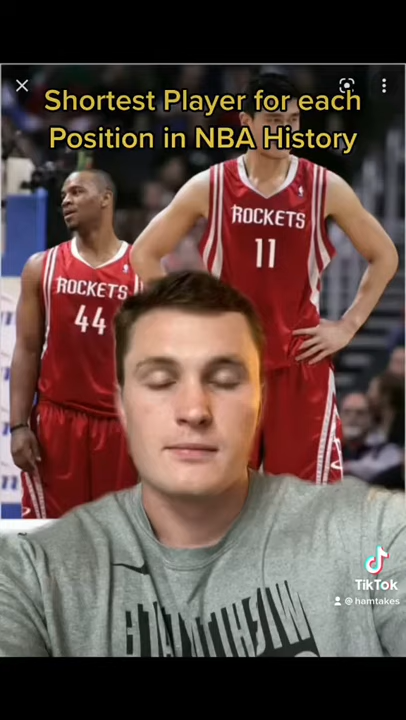 Shortest Player for each
Position in NBA History
ROCKETS
11
ROCKETS
44
TikTok
@hamtakes